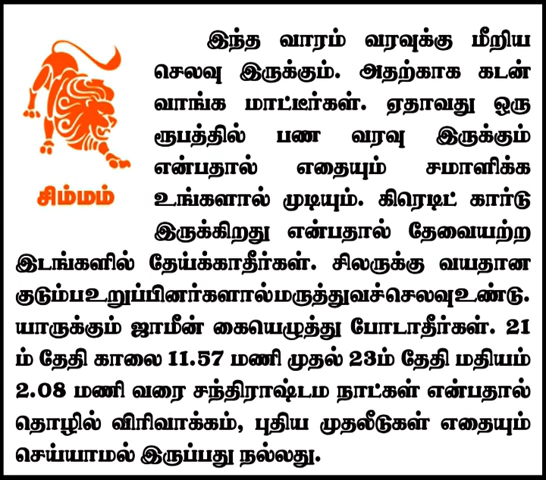 இந்த வாரம் வரவுக்கு மீறிய
செலவு இருக்கும். அதற்காக கடன்
வாங்க மாட்டீர்கள். ஏதாவது ஒரு
ரூபத்தில் பண வரவு இருக்கும்
என்பதால் எதையும் சமாளிக்க
உங்களால் முடியும். கிரெடிட் கார்டு
இருக்கிறது என்பதால் தேவையற்ற
சிம்மம்
இடங்களில் தேய்க்காதீர்கள். சிலருக்கு வயதான
குடும்பஉறுப்பினர்களால்மருத்துவச்செலவுஉண்டு.
யாருக்கும் ஜாமீன் கையெழுத்து போடாதீர்கள். 21
ம் தேதி காலை 11.57 மணி முதல் 23ம் தேதி மதியம்
2.08 மணி வரை சந்திராஷ்டம நாட்கள் என்பதால்
தொழில் விரிவாக்கம், புதிய முதலீடுகள் எதையும்
செய்யாமல் இருப்பது நல்லது.